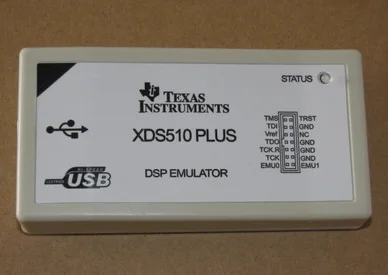 TEXAS
INSTRUMENTS
STATUS
XDS510 PLUS
TMS TRST
TDI GND
Vref NC
TDO GND
TCK.R GND
TCK GND
EMU0 EMU1
USB
DSP EMULATOR